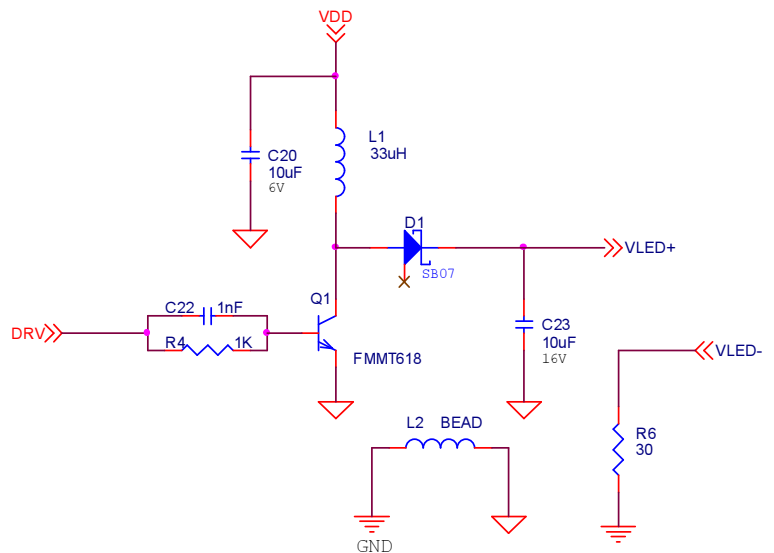 VDD
L1
33uH
C20
10uF
6V
D1
SB07
VLED+
Q1
C22 1nF
DRV
R4 1K
FMMT618
C23
10uF
16V
VLED-
L2 BEAD
R6
30
GND